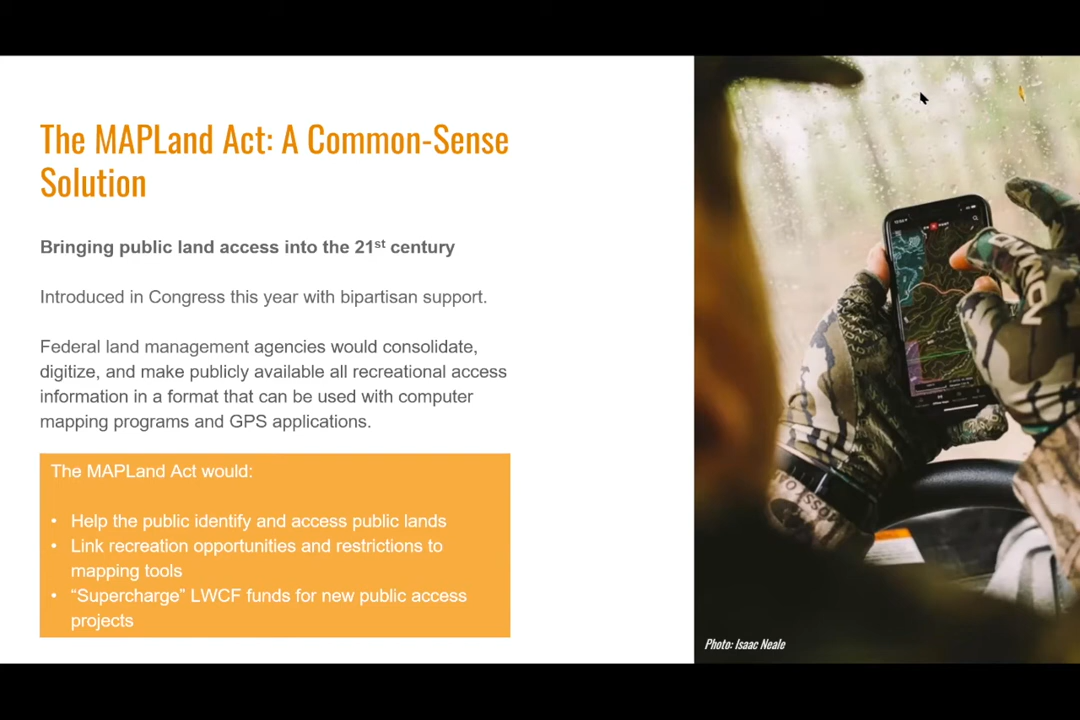 The MAPLand Act: A Common-Sense
Solution
Bringing public land access into the 21st century
Introduced in Congress this year with bipartisan support.
Federal land management agencies would consolidate,
digitize, and make publicly available all recreational access
information in a format that can be used with computer
mapping programs and GPS applications.
The MAPLand Act would:
• Help the public identify and access public lands
• Link recreation opportunities and restrictions to
mapping tools
• “Supercharge” LWCF funds for new public access
projects
Photo: Isaac Neale